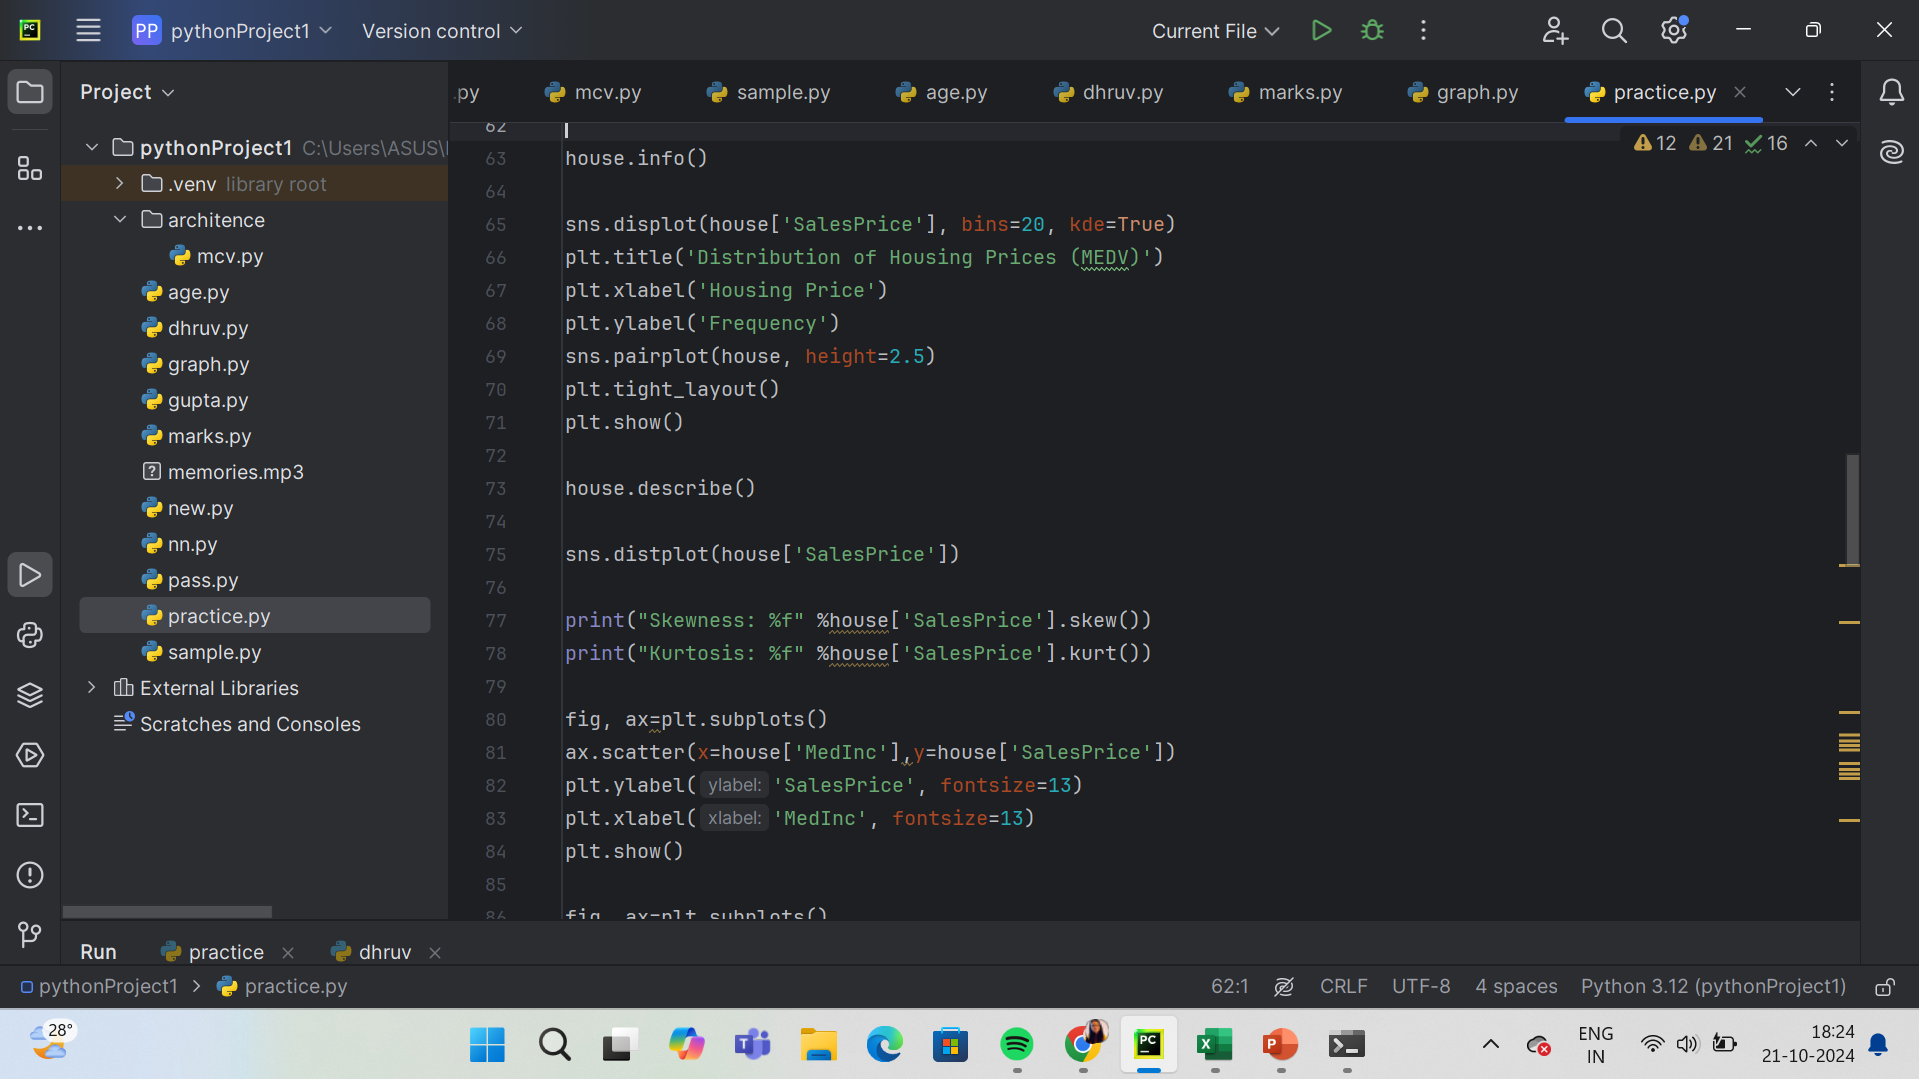 PC
PP pythonProject1 Version control Current File
Project
.py mcv.py sample.py age.py dhruv.py marks.py graph.py practice.py
12 21 16
pythonProject1 C:\Users\ASUS\
.venv library root
architence
mcv.py
age.py
dhruv.py
graph.py
gupta.py
marks.py
memories.mp3
new.py
nn.py
pass.py
practice.py
sample.py
External Libraries
Scratches and Consoles
62
63 house.info()
64
65 sns.displot(house['SalesPrice'], bins=20, kde=True)
66 plt.title('Distribution of Housing Prices (MEDV)')
67 plt.xlabel('Housing Price')
68 plt.ylabel('Frequency')
69 sns.pairplot(house, height=2.5)
70 plt.tight_layout()
71 plt.show()
72
73 house.describe()
74
75 sns.distplot(house['SalesPrice'])
76
77 print("Skewness: %f" %house['SalesPrice'].skew())
78 print("Kurtosis: %f" %house['SalesPrice'].kurt())
79
80 fig, ax=plt.subplots()
81 ax.scatter(x=house['MedInc'],y=house['SalesPrice'])
82 plt.ylabel( ylabel: 'SalesPrice', fontsize=13)
83 plt.xlabel( xlabel: 'MedInc', fontsize=13)
84 plt.show()
85
86 fig, ax=plt.subplots()
Run practice dhruv
pythonProject1 > practice.py 62:1 CRLF UTF-8 4 spaces Python 3.12 (pythonProject1)
28°
PC
ENG
IN
18:24
21-10-2024